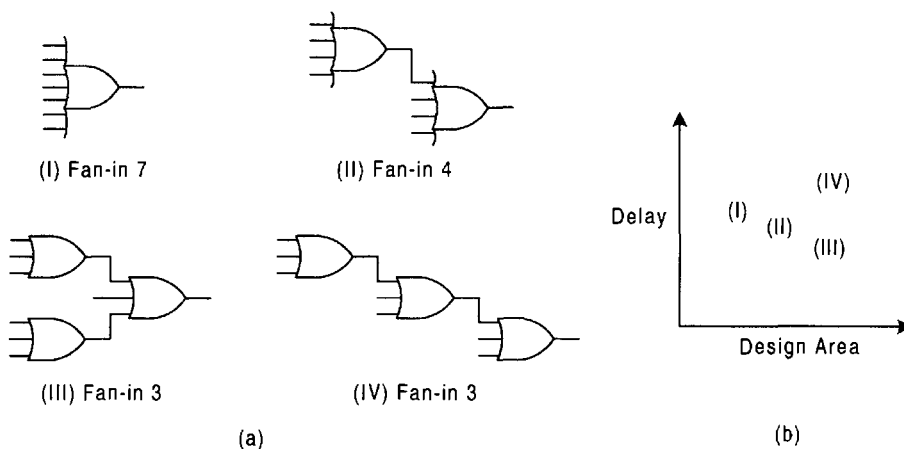 (I) Fan-in 7
(II) Fan-in 4
(III) Fan-in 3
(IV) Fan-in 3
(a)
Delay
(I)
(II)
(III)
(IV)
Design Area
(b)